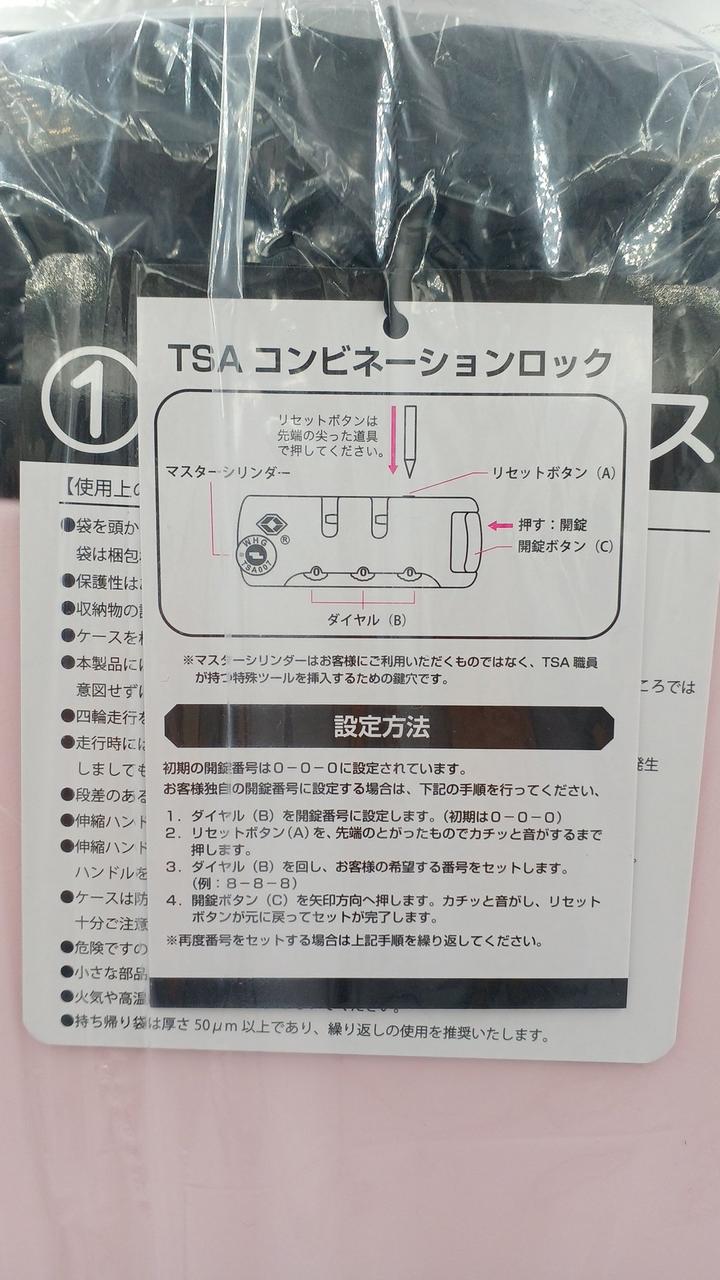 ①
ス
TSA コンビネーションロック
リセットボタンは
先端の尖った道具
で押してください。
マスターシリンダー
リセットボタン（A）
押す：開錠
開錠ボタン（C）
WHG
TSA007
®
0 0 0
ダイヤル（B）
※マスターシリンダーはお客様にご利用いただくものではなく、TSA 職員
が持つ特殊ツールを挿入するための鍵穴です。
設定方法
初期の開錠番号は０－０－０に設定されています。
お客様独自の開錠番号に設定する場合は、下記の手順を行ってください、
1．ダイヤル（B）を開錠番号に設定します。（初期は０－０－０）
2．リセットボタン（A）を、先端のとがったものでカチッと音がするまで
押します。
3．ダイヤル（B）を回し、お客様の希望する番号をセットします。
（例：８－８－８）
4．開錠ボタン（C）を矢印方向へ押します。カチッと音がし、リセット
ボタンが元に戻ってセットが完了します。
※再度番号をセットする場合は上記手順を繰り返してください。
【使用上の
●袋を頭か
袋は梱包
●保護性は
●収納物の
●ケースを
●本製品に
意図せず
ころでは
●四輪走行を
●走行時には
発生
しましても
●段差のある
●伸縮ハンド
●伸縮ハンド
ハンドルを
●ケースは防
十分ご注意
●危険ですの
●小さな部品
●火気や高温
ください。
●持ち帰り袋は厚さ 50μm 以上であり、繰り返しの使用を推奨いたします。